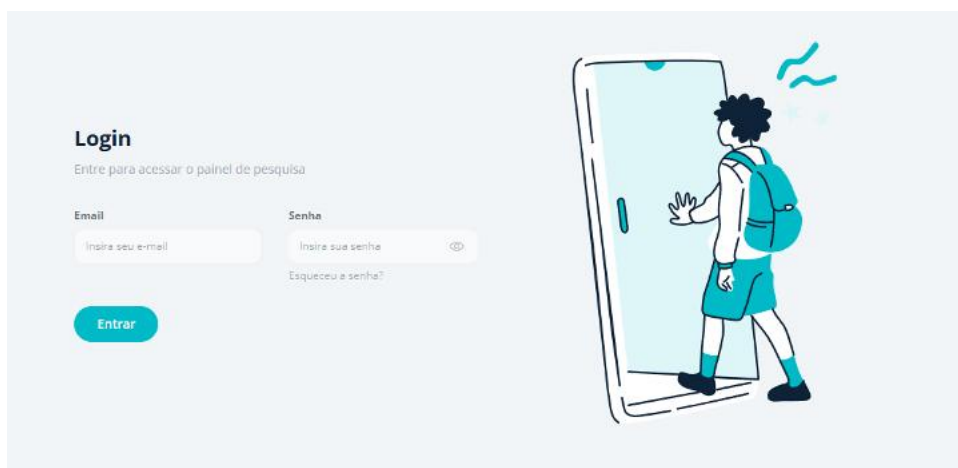 Login
Entre para acessar o painel de pesquisa
Email
Senha
Insira seu e-mail
Insira sua senha
Esqueceu a senha?
Entrar